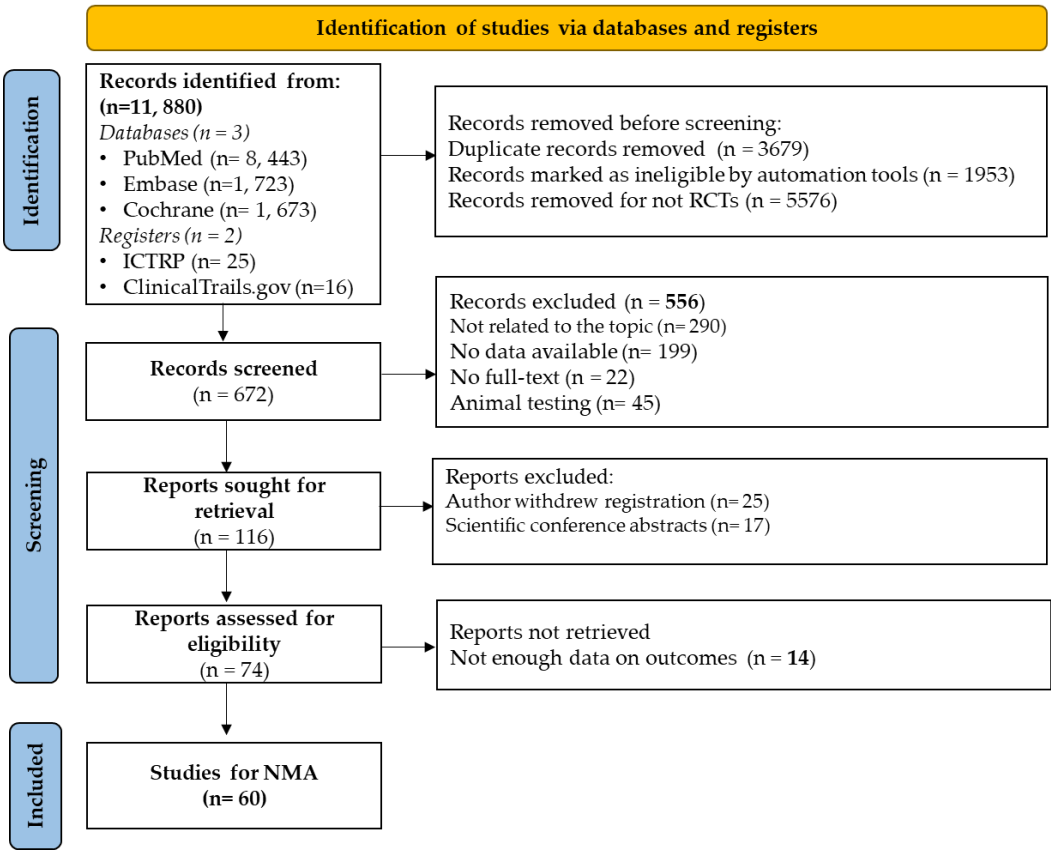 Identification of studies via databases and registers
Identification
Records identified from:
(n=11, 880)
Databases (n = 3)
• PubMed (n= 8, 443)
• Embase (n=1, 723)
• Cochrane (n= 1, 673)
Registers (n = 2)
• ICTRP (n= 25)
• ClinicalTrails.gov (n=16)
Records removed before screening:
Duplicate records removed (n = 3679)
Records marked as ineligible by automation tools (n = 1953)
Records removed for not RCTs (n = 5576)
Screening
Records screened
(n = 672)
Records excluded (n = 556)
Not related to the topic (n= 290)
No data available (n= 199)
No full-text (n = 22)
Animal testing (n= 45)
Reports sought for
retrieval
(n = 116)
Reports excluded:
Author withdrew registration (n= 25)
Scientific conference abstracts (n= 17)
Reports assessed for
eligibility
(n = 74)
Reports not retrieved
Not enough data on outcomes (n = 14)
Included
Studies for NMA
(n= 60)